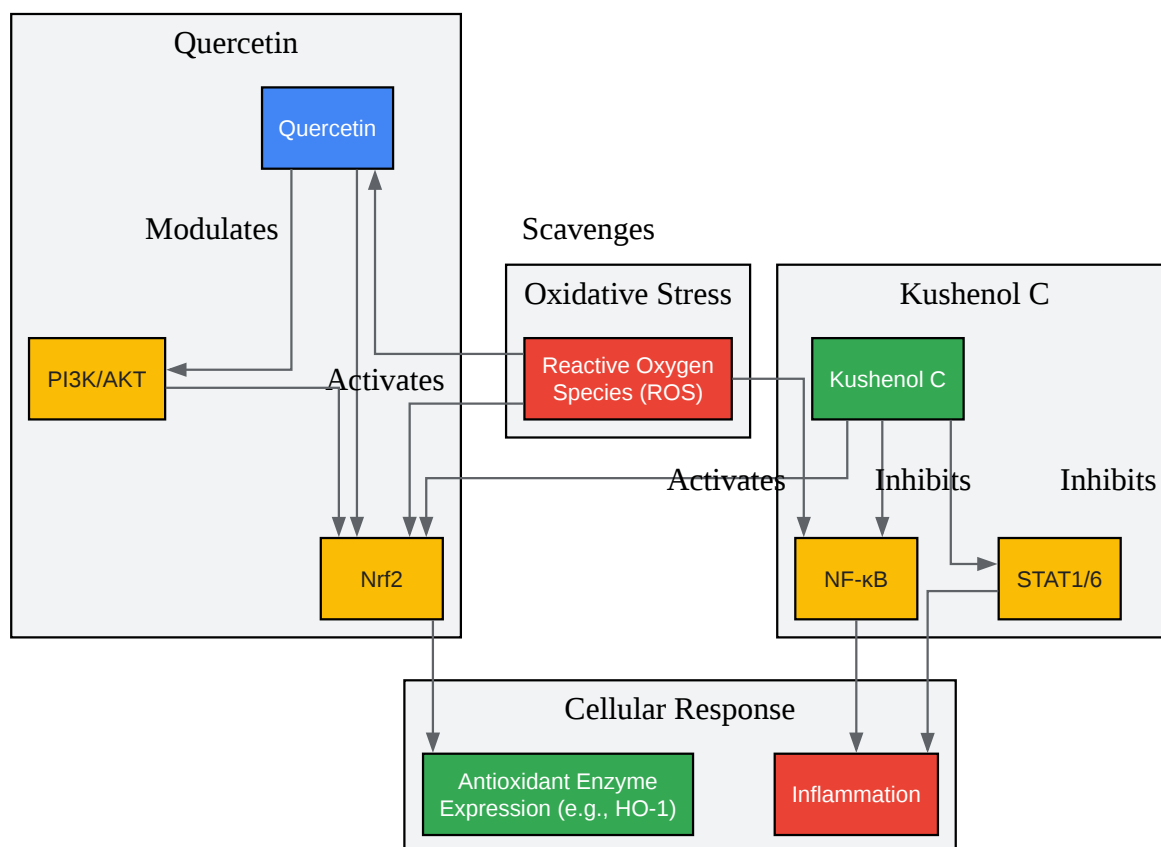 Quercetin
Quercetin
Modulates
Scavenges
Oxidative Stress
Kushenol C
PI3K/AKT
Activates
Reactive Oxygen
Species (ROS)
Kushenol C
Activates
Inhibits
Inhibits
Nrf2
NF-κB
STAT1/6
Cellular Response
Antioxidant Enzyme
Expression (e.g., HO-1)
Inflammation